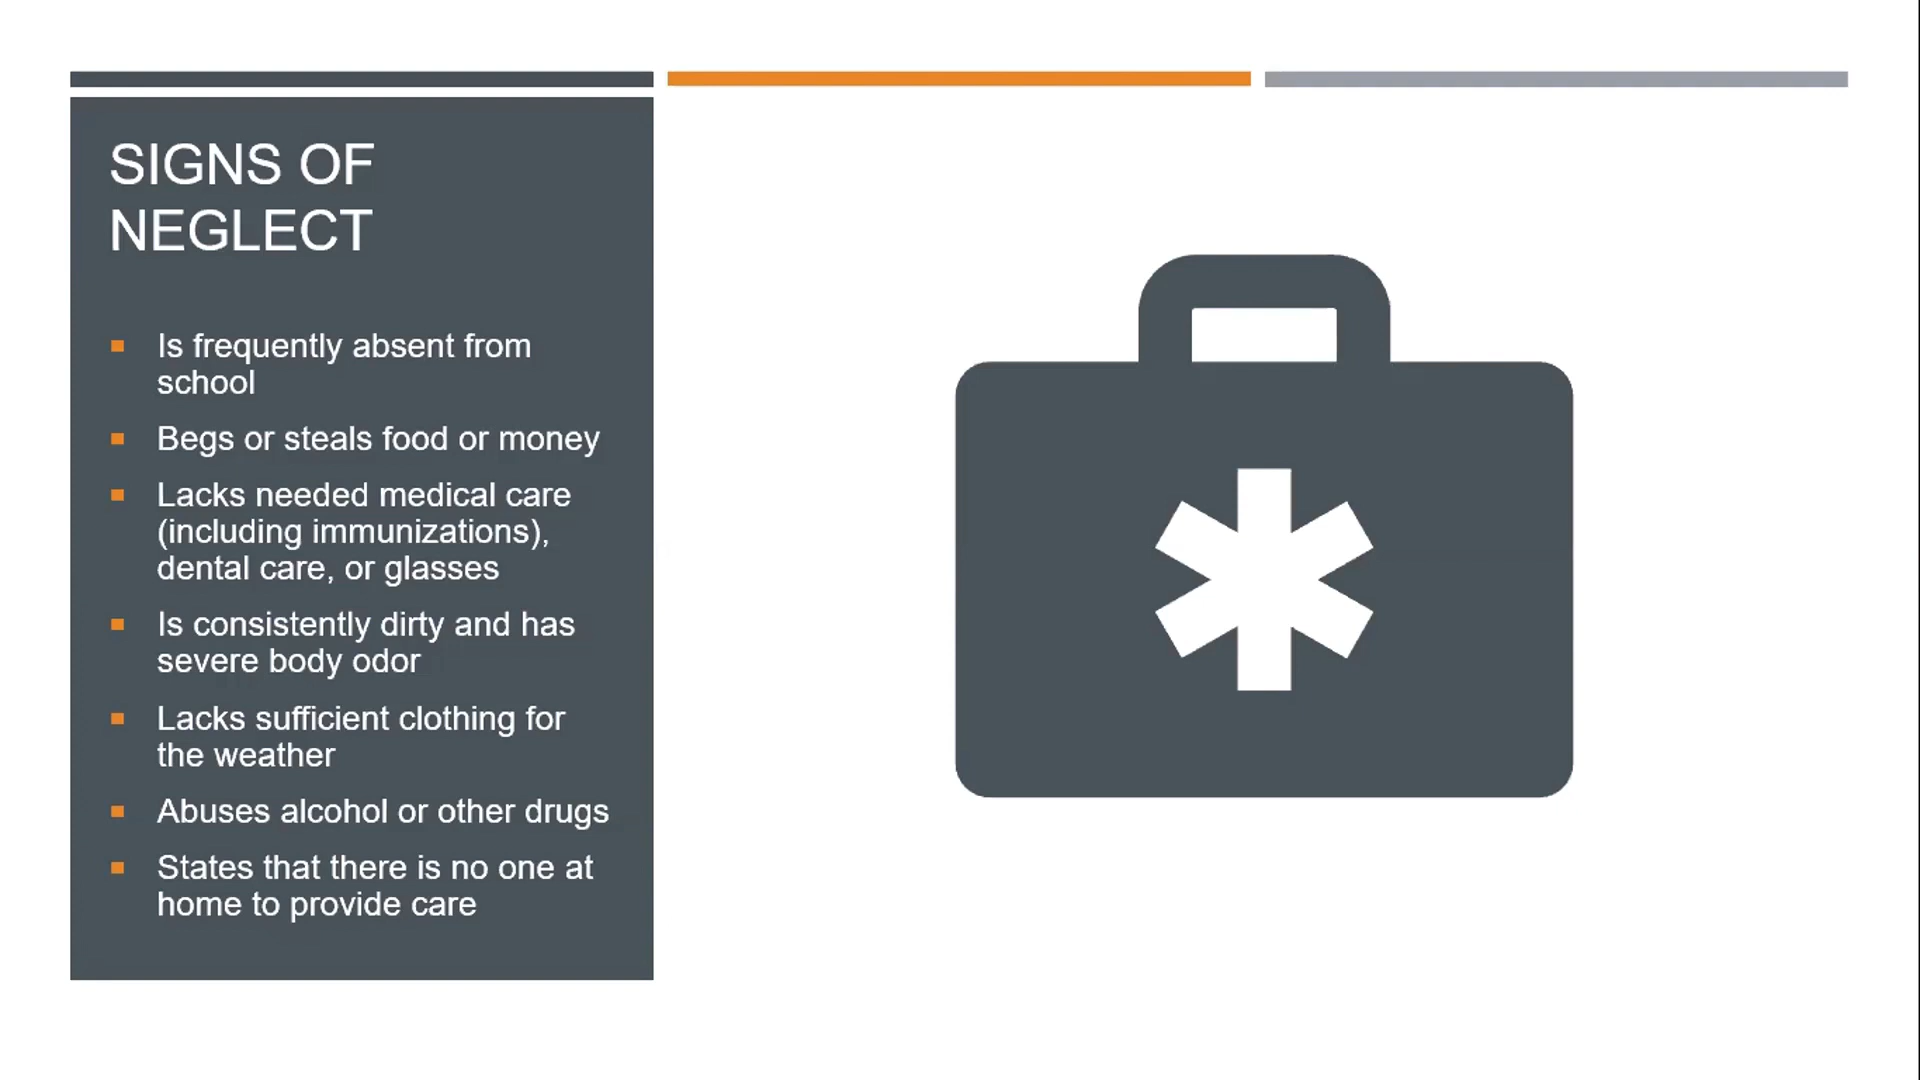 SIGNS OF
NEGLECT
Is frequently absent from
school
Begs or steals food or money
Lacks needed medical care
(including immunizations),
dental care, or glasses
Is consistently dirty and has
severe body odor
Lacks sufficient clothing for
the weather
Abuses alcohol or other drugs
States that there is no one at
home to provide care